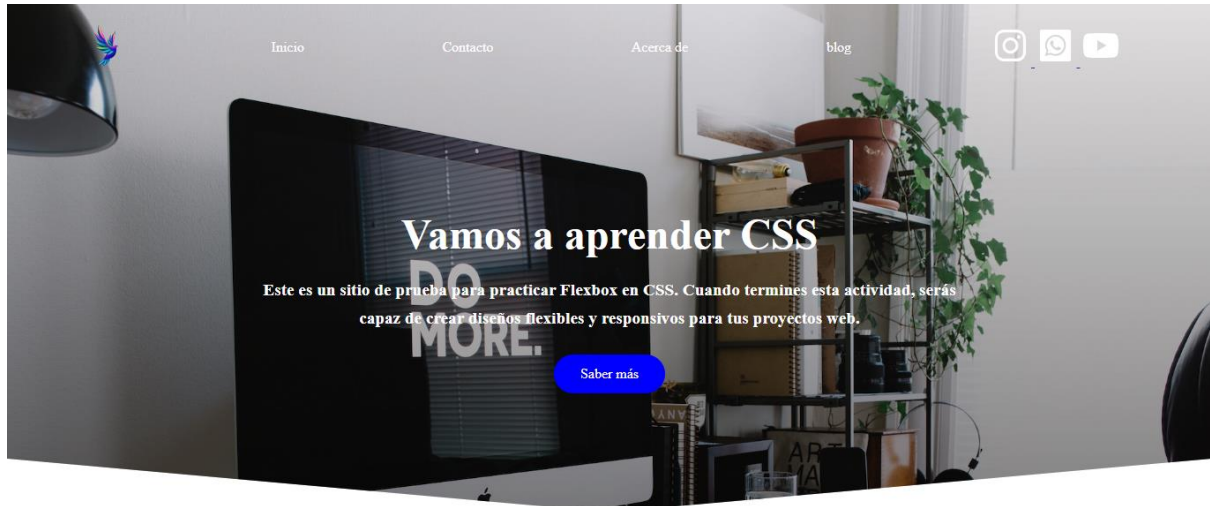 Inicio
Contacto
Acerca de
blog
Vamos a aprender CSS
Este es un sitio de prueba para practicar Flexbox en CSS. Cuando termines esta actividad, serás
capaz de crear diseños flexibles y responsivos para tus proyectos web.
DO
MORE.
Saber más